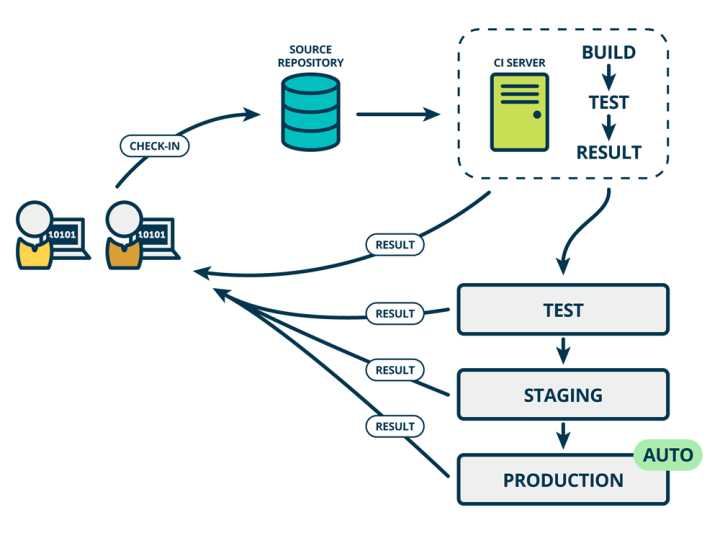 SOURCE
REPOSITORY
CI SERVER
BUILD
TEST
RESULT
CHECK-IN
10101
10101
RESULT
RESULT
TEST
RESULT
STAGING
RESULT
AUTO
PRODUCTION